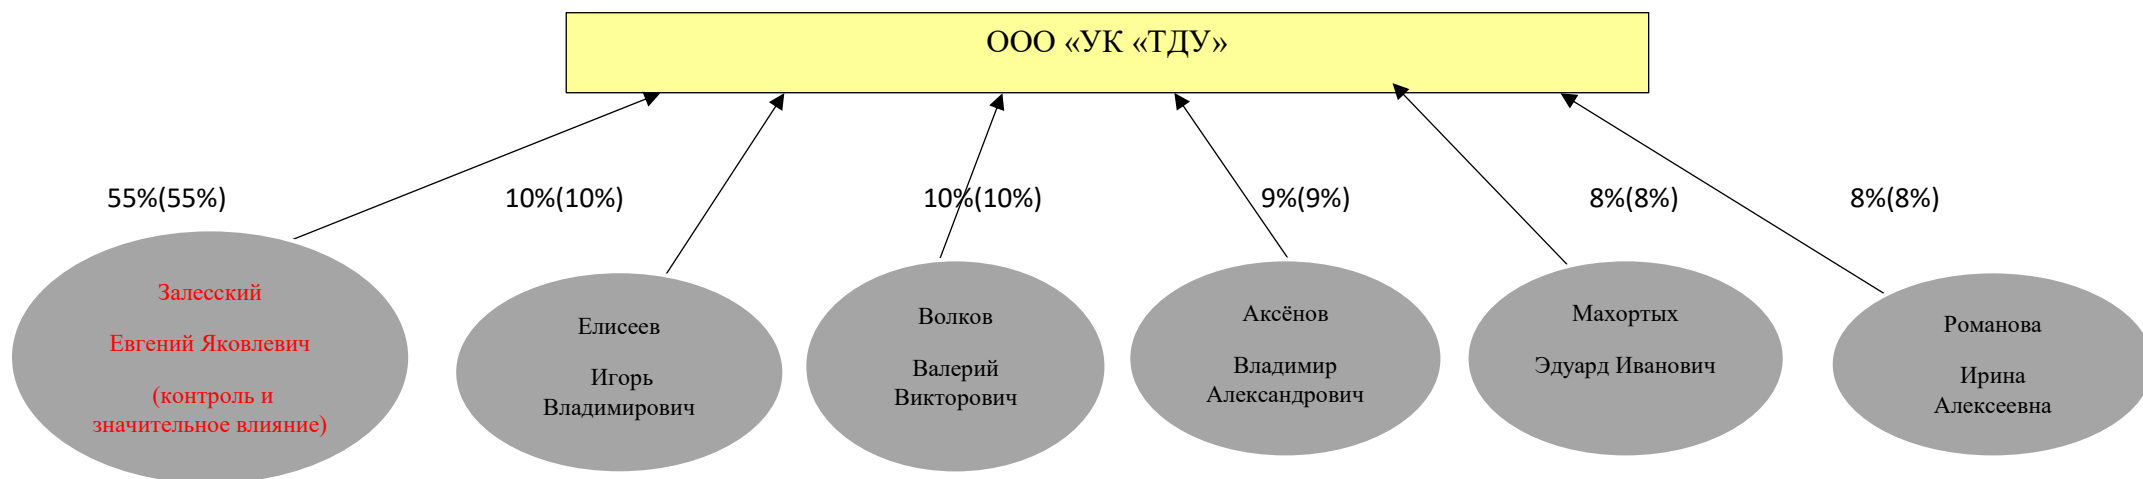 ООО «УК «ТДУ»
55%(55%)
10%(10%)
10%(10%)
9%(9%)
8%(8%)
8%(8%)
Залесский
Евгений Яковлевич
(контроль и
значительное влияние)
Елисеев
Игорь
Владимирович
Волков
Валерий
Викторович
Аксёнов
Владимир
Александрович
Махортых
Эдуард Иванович
Романова
Ирина
Алексеевна